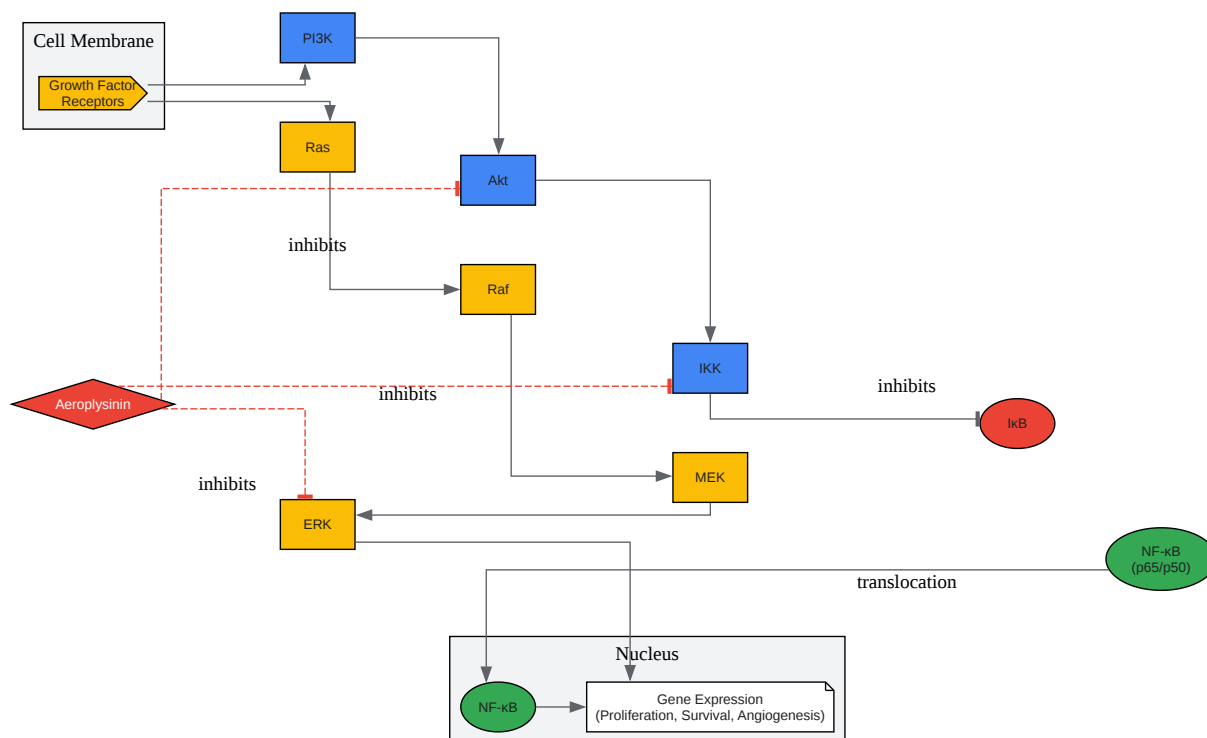 PI3K
Cell Membrane
Growth Factor
Receptors
Ras
Akt
inhibits
Raf
IKK
inhibits
inhibits
Aeroplysinin
IκB
MEK
inhibits
ERK
NF-κB
(p65/p50)
translocation
Nucleus
Gene Expression
NF-κB
(Proliferation, Survival, Angiogenesis)